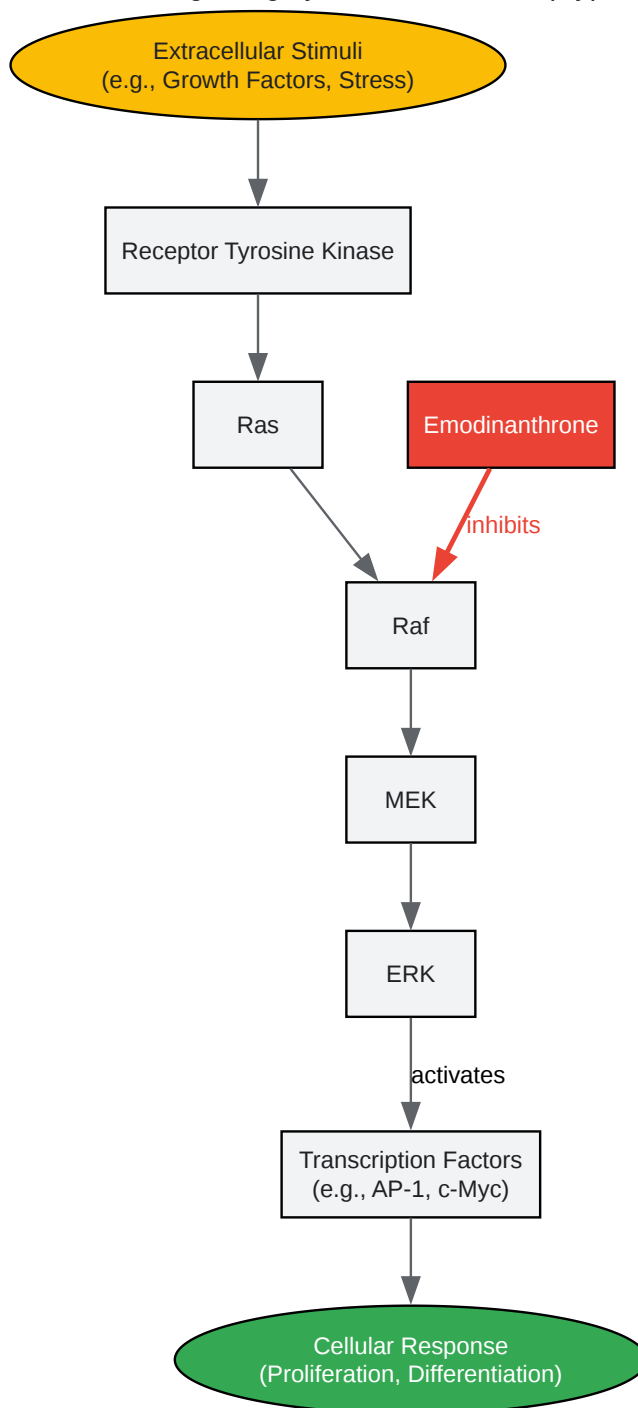 Extracellular Stimuli
(e.g., Growth Factors, Stress)
Receptor Tyrosine Kinase
Ras
Emodinanthrone
inhibits
Raf
MEK
ERK
activates
Transcription Factors
(e.g., AP-1, c-Myc)
Cellular Response
(Proliferation, Differentiation)